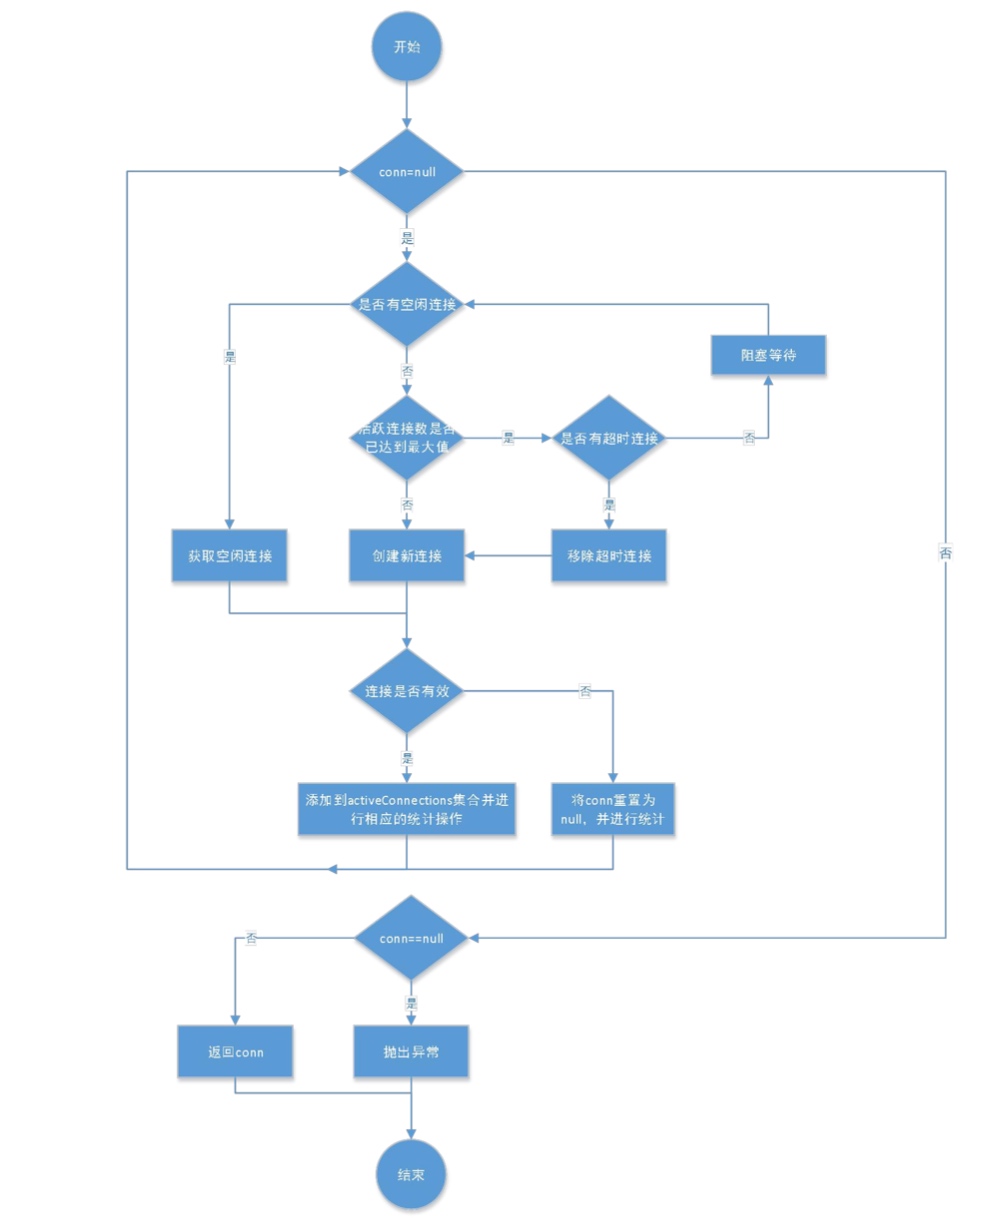 开始
conn=null
是
是否有空闲连接
是
阻塞等待
否
活跃连接数是否
已达到最大值
是
是否有超时连接
否
否
是
获取空闲连接
创建新连接
移除超时连接
否
连接是否有效
否
是
添加到activeConnections集合并进
行相应的统计操作
将conn重置为
null，并进行统计
conn==null
否
是
返回conn
抛出异常
结束